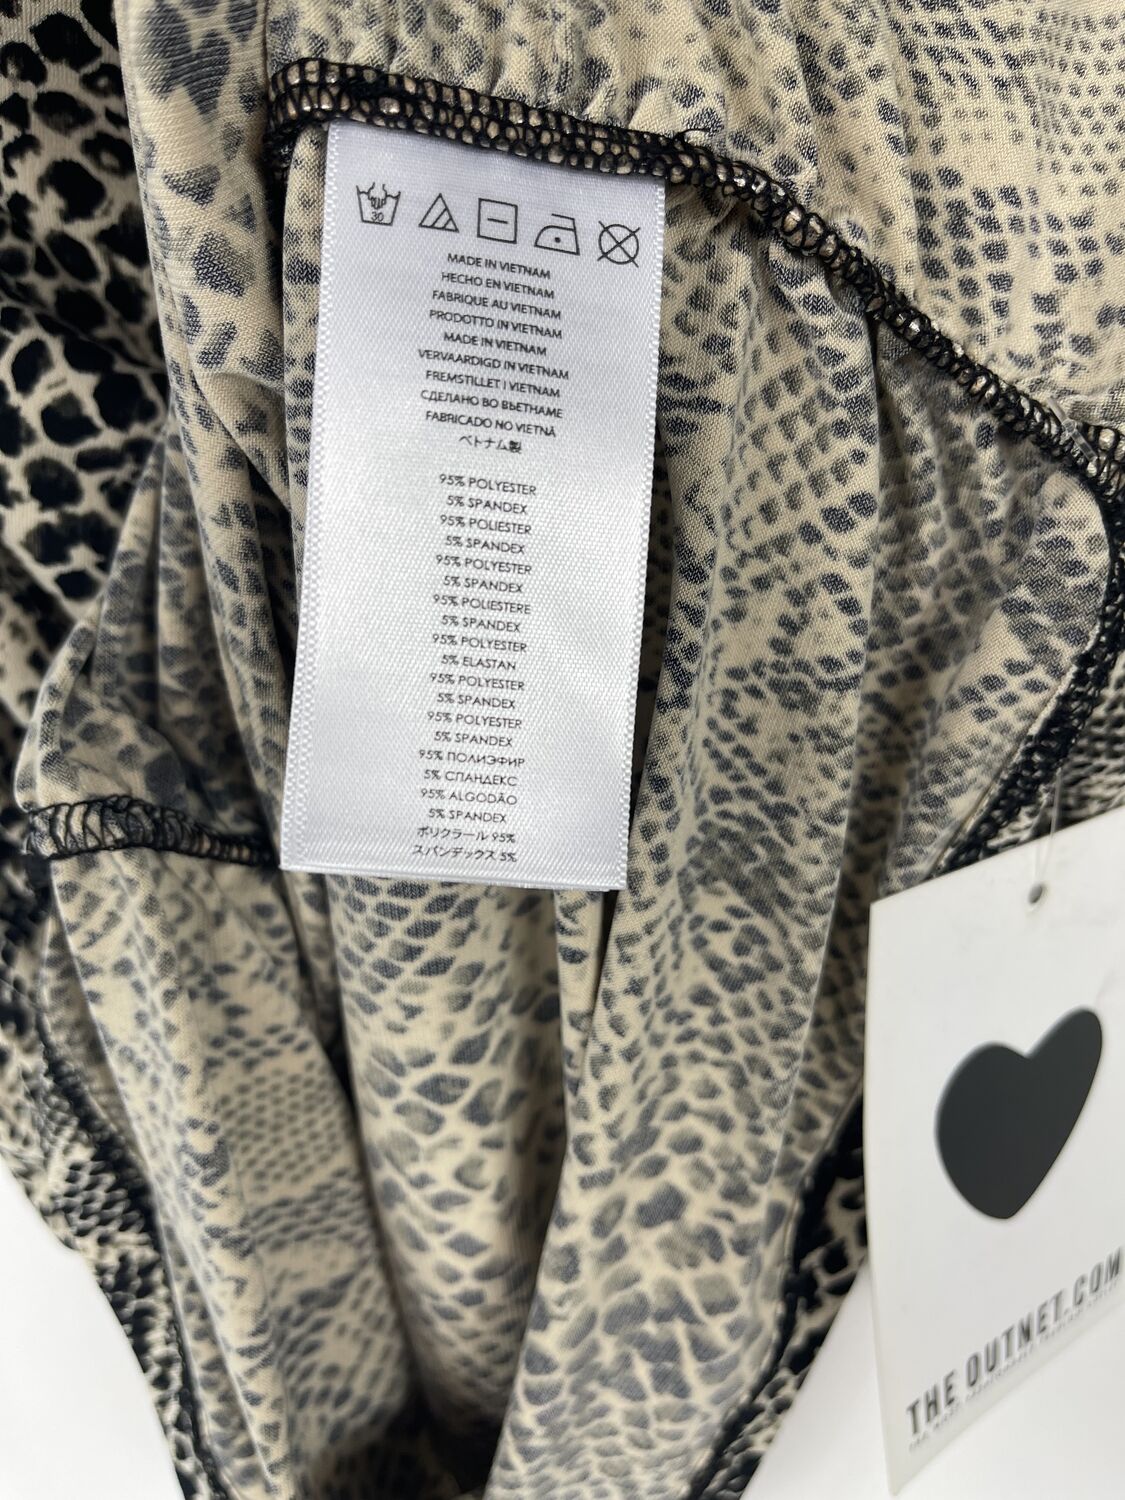 30
MADE IN VIETNAM
HECHO EN VIETNAM
FABRIQUE AU VIETNAM
PRODOTTO IN VIETNAM
MADE IN VIETNAM
VERVAARDIGD IN VIETNAM
FREMSTILLET I VIETNAM
СДЕЛАНО ВО ВЬЕТНАМЕ
FABRICADO NO VIETNÃ
ベトナム製
95% POLYESTER
5% SPANDEX
95% POLIESTER
5% SPANDEX
95% POLYESTER
5% SPANDEX
95% POLIESTERE
5% SPANDEX
95% POLYESTER
5% ELASTAN
95% POLYESTER
5% SPANDEX
95% POLYESTER
5% SPANDEX
95% ПОЛИЭФИР
5% СПАНДЕКС
95% ALGODÃO
5% SPANDEX
ポリクラール 95%
スパンデックス 5%
THE OUTNET.COM